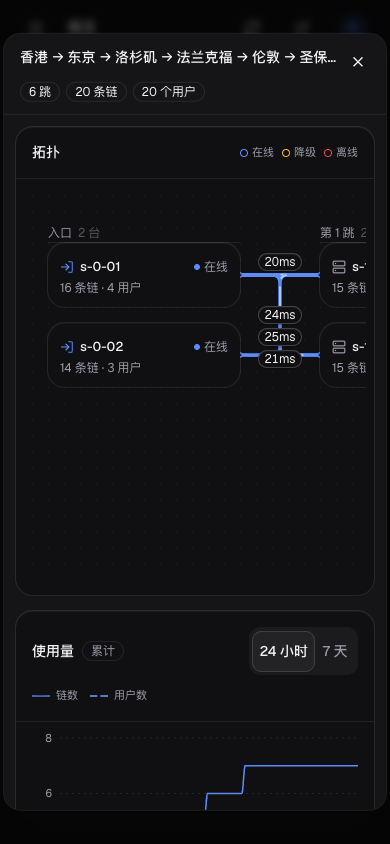 香港 → 东京 → 洛杉矶 → 法兰克福 → 伦敦 → 圣保...
6 跳 20 条链 20 个用户
拓扑 在线 降级 离线
入口 2 台 第 1 跳 2
s-0-01 在线
16 条链 · 4 用户
20ms
15 条链
24ms
25ms
s-0-02 在线
14 条链 · 3 用户
21ms
15 条链
使用量 累计 24 小时 7 天
链数 用户数
8
6